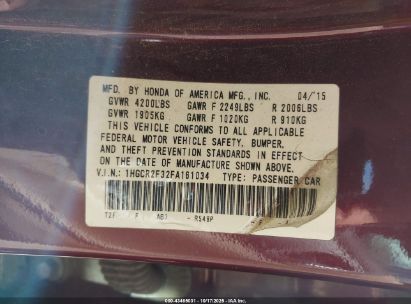 MFD. BY HONDA OF AMERICA MFG., INC. 04/15
GVWR 4200LBS GAWR F 2249LBS R 2006LBS
GVWR 1905KG GAWR F 1020KG R 910KG
THIS VEHICLE CONFORMS TO ALL APPLICABLE
FEDERAL MOTOR VEHICLE SAFETY, BUMPER,
AND THEFT PREVENTION STANDARDS IN EFFECT
ON THE DATE OF MANUFACTURE SHOWN ABOVE.
V.I.N.: 1HGCR2F32FA161034 TYPE: PASSENGER CAR
F - R548P